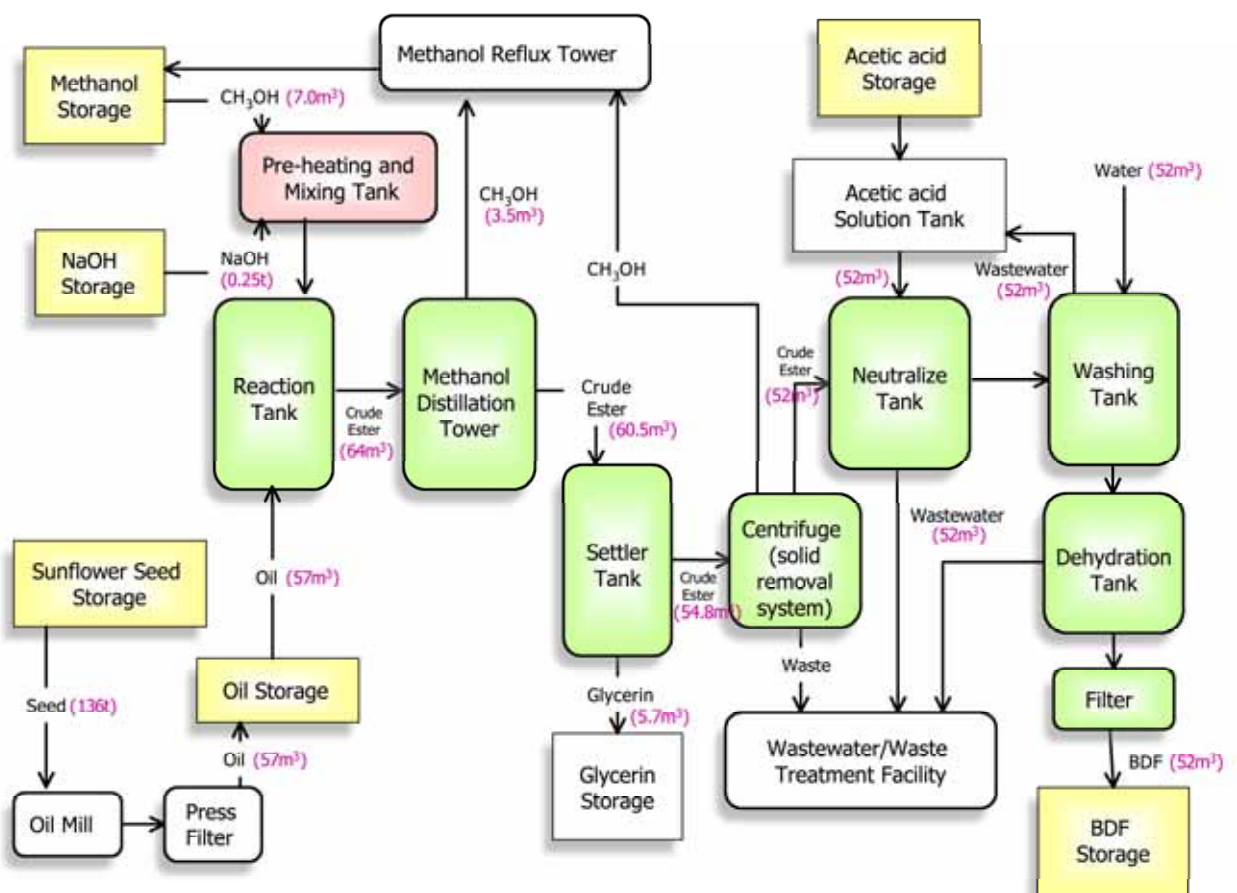 Methanol Reflux Tower
Methanol
Storage
CH₃OH (7.0m³)
Pre-heating and
Mixing Tank
CH₃OH
(3.5m³)
NaOH
Storage
NaOH
(0.25t)
CH₃OH
Acetic acid
Storage
Acetic acid
Solution Tank
Water (52m³)
(52m³)
Wastewater
(52m³)
Reaction
Tank
Crude
Ester
(64m³)
Methanol
Distillation
Tower
Crude
Ester
(60.5m³)
Crude
Ester
(52m³)
Neutralize
Tank
Washing
Tank
Settler
Tank
Crude
Ester
(54.8m³)
Centrifuge
(solid
removal
system)
Wastewater
(52m³)
Dehydration
Tank
Sunflower Seed
Storage
Oil (57m³)
Oil Storage
Seed (136t)
Oil (57m³)
Oil Mill
Press
Filter
Glycerin
(5.7m³)
Glycerin
Storage
Waste
Wastewater/Waste
Treatment Facility
Filter
BDF (52m³)
BDF
Storage